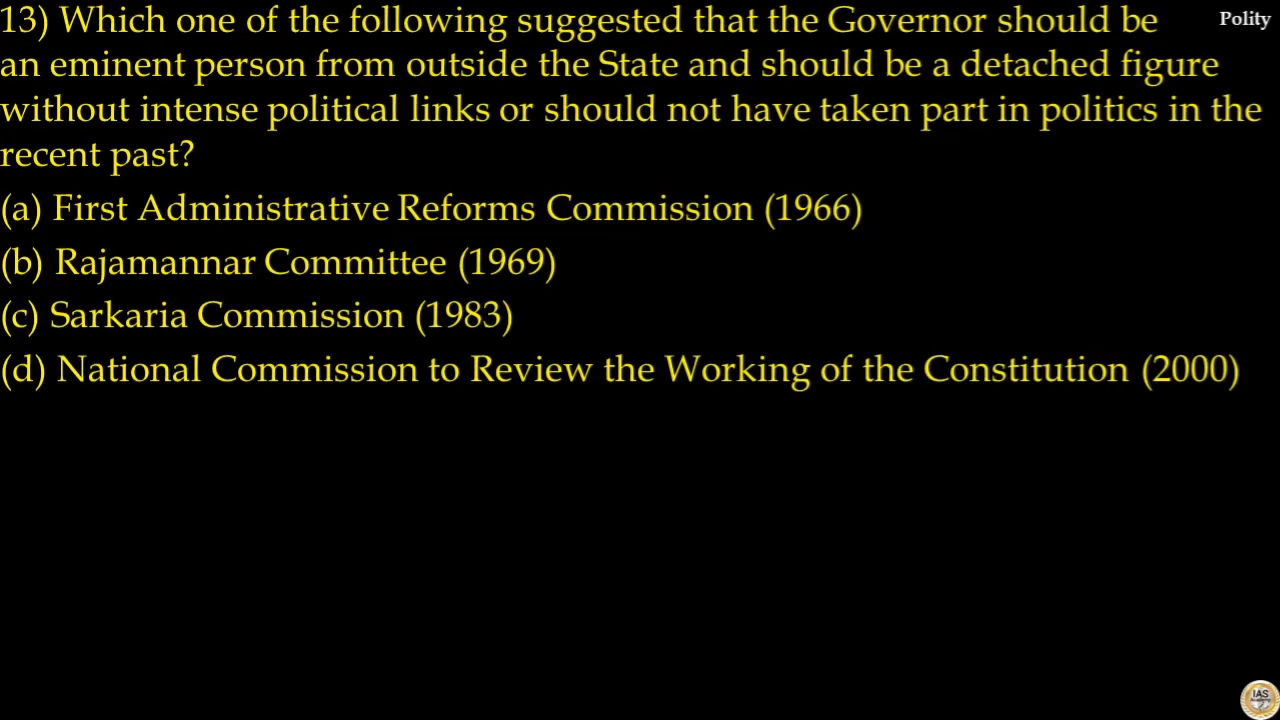 13) Which one of the following suggested that the Governor should be
Polity
an eminent person from outside the State and should be a detached figure
without intense political links or should not have taken part in politics in the
recent past?
(a) First Administrative Reforms Commission (1966)
(b) Rajamannar Committee (1969)
(c) Sarkaria Commission (1983)
(d) National Commission to Review the Working of the Constitution (2000)
IAS
Academy